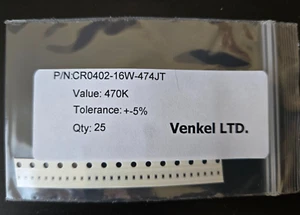 P/N:CR0402-16W-474JT
Value: 470K
Tolerance: +-5%
Qty: 25
Venkel LTD.